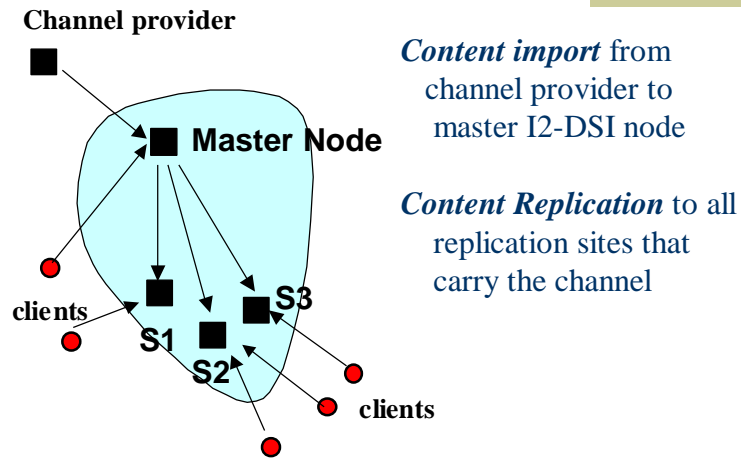 Channel provider
Master Node
clients
S1
S2
S3
clients
Content import from
channel provider to
master I2-DSI node
Content Replication to all
replication sites that
carry the channel